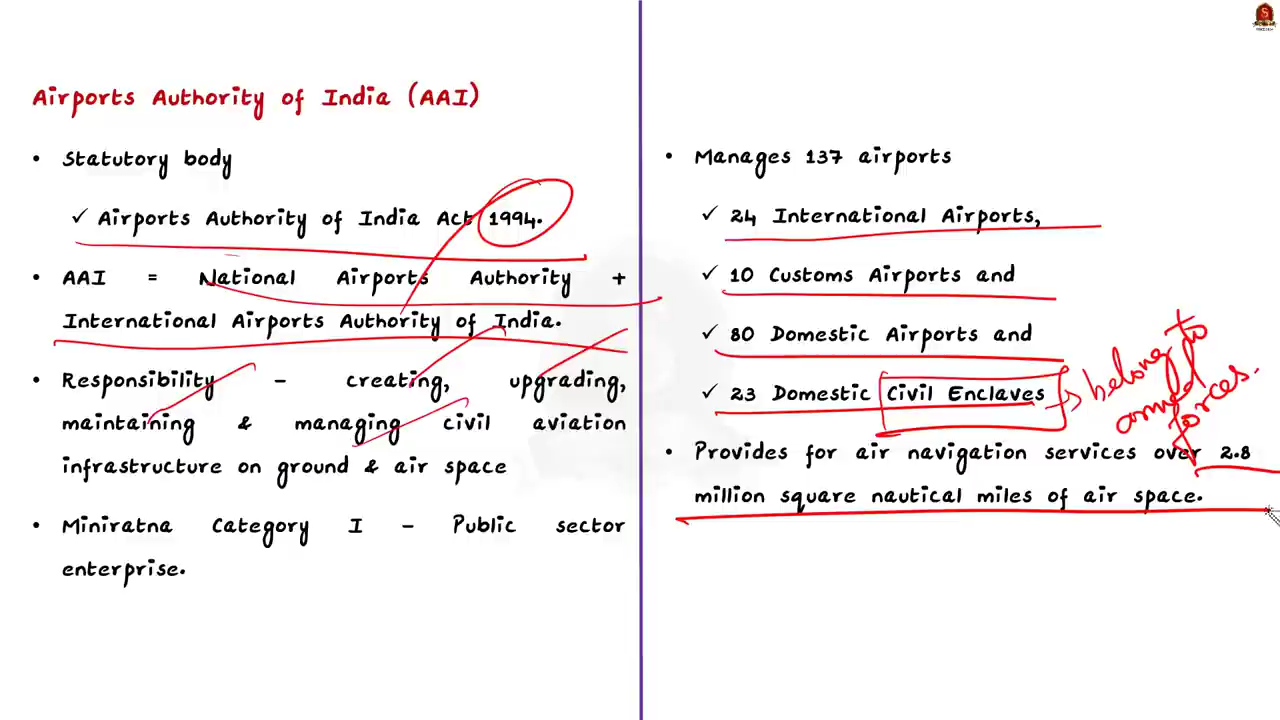 Airports Authority of India (AAI)
• Statutory body
✓ Airports Authority of India Act 1994.
• AAI = National Airports Authority +
International Airports Authority of India.
• Responsibility - creating, upgrading,
maintaining & managing civil aviation
infrastructure on ground & air space
• Miniratna Category I - Public sector
enterprise.
• Manages 137 airports
✓ 24 International Airports,
✓ 10 Customs Airports and
✓ 80 Domestic Airports and
✓ 23 Domestic Civil Enclaves
→ belong to
armed
forces.
• Provides for air navigation services over 2.8
million square nautical miles of air space.